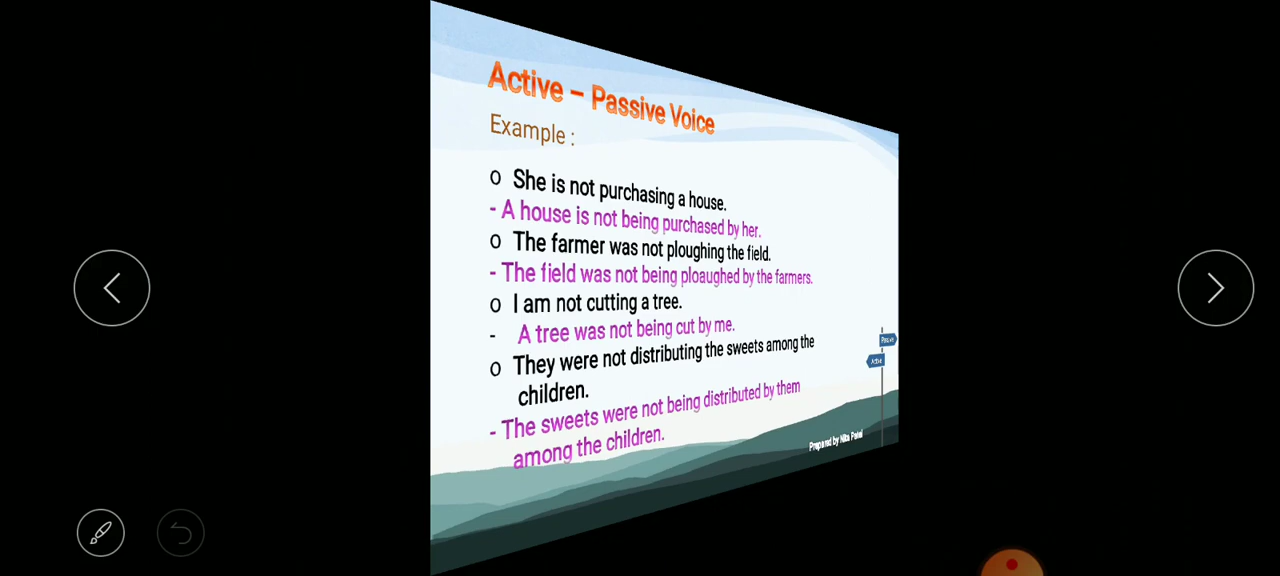 Active – Passive Voice
Example :
o She is not purchasing a house.
- A house is not being purchased by her.
o The farmer was not ploughing the field.
- The field was not being ploaughed by the farmers.
o I am not cutting a tree.
- A tree was not being cut by me.
o They were not distributing the sweets among the
children.
- The sweets were not being distributed by them
among the children.
Passive
Active
Prepared by Nita Patel